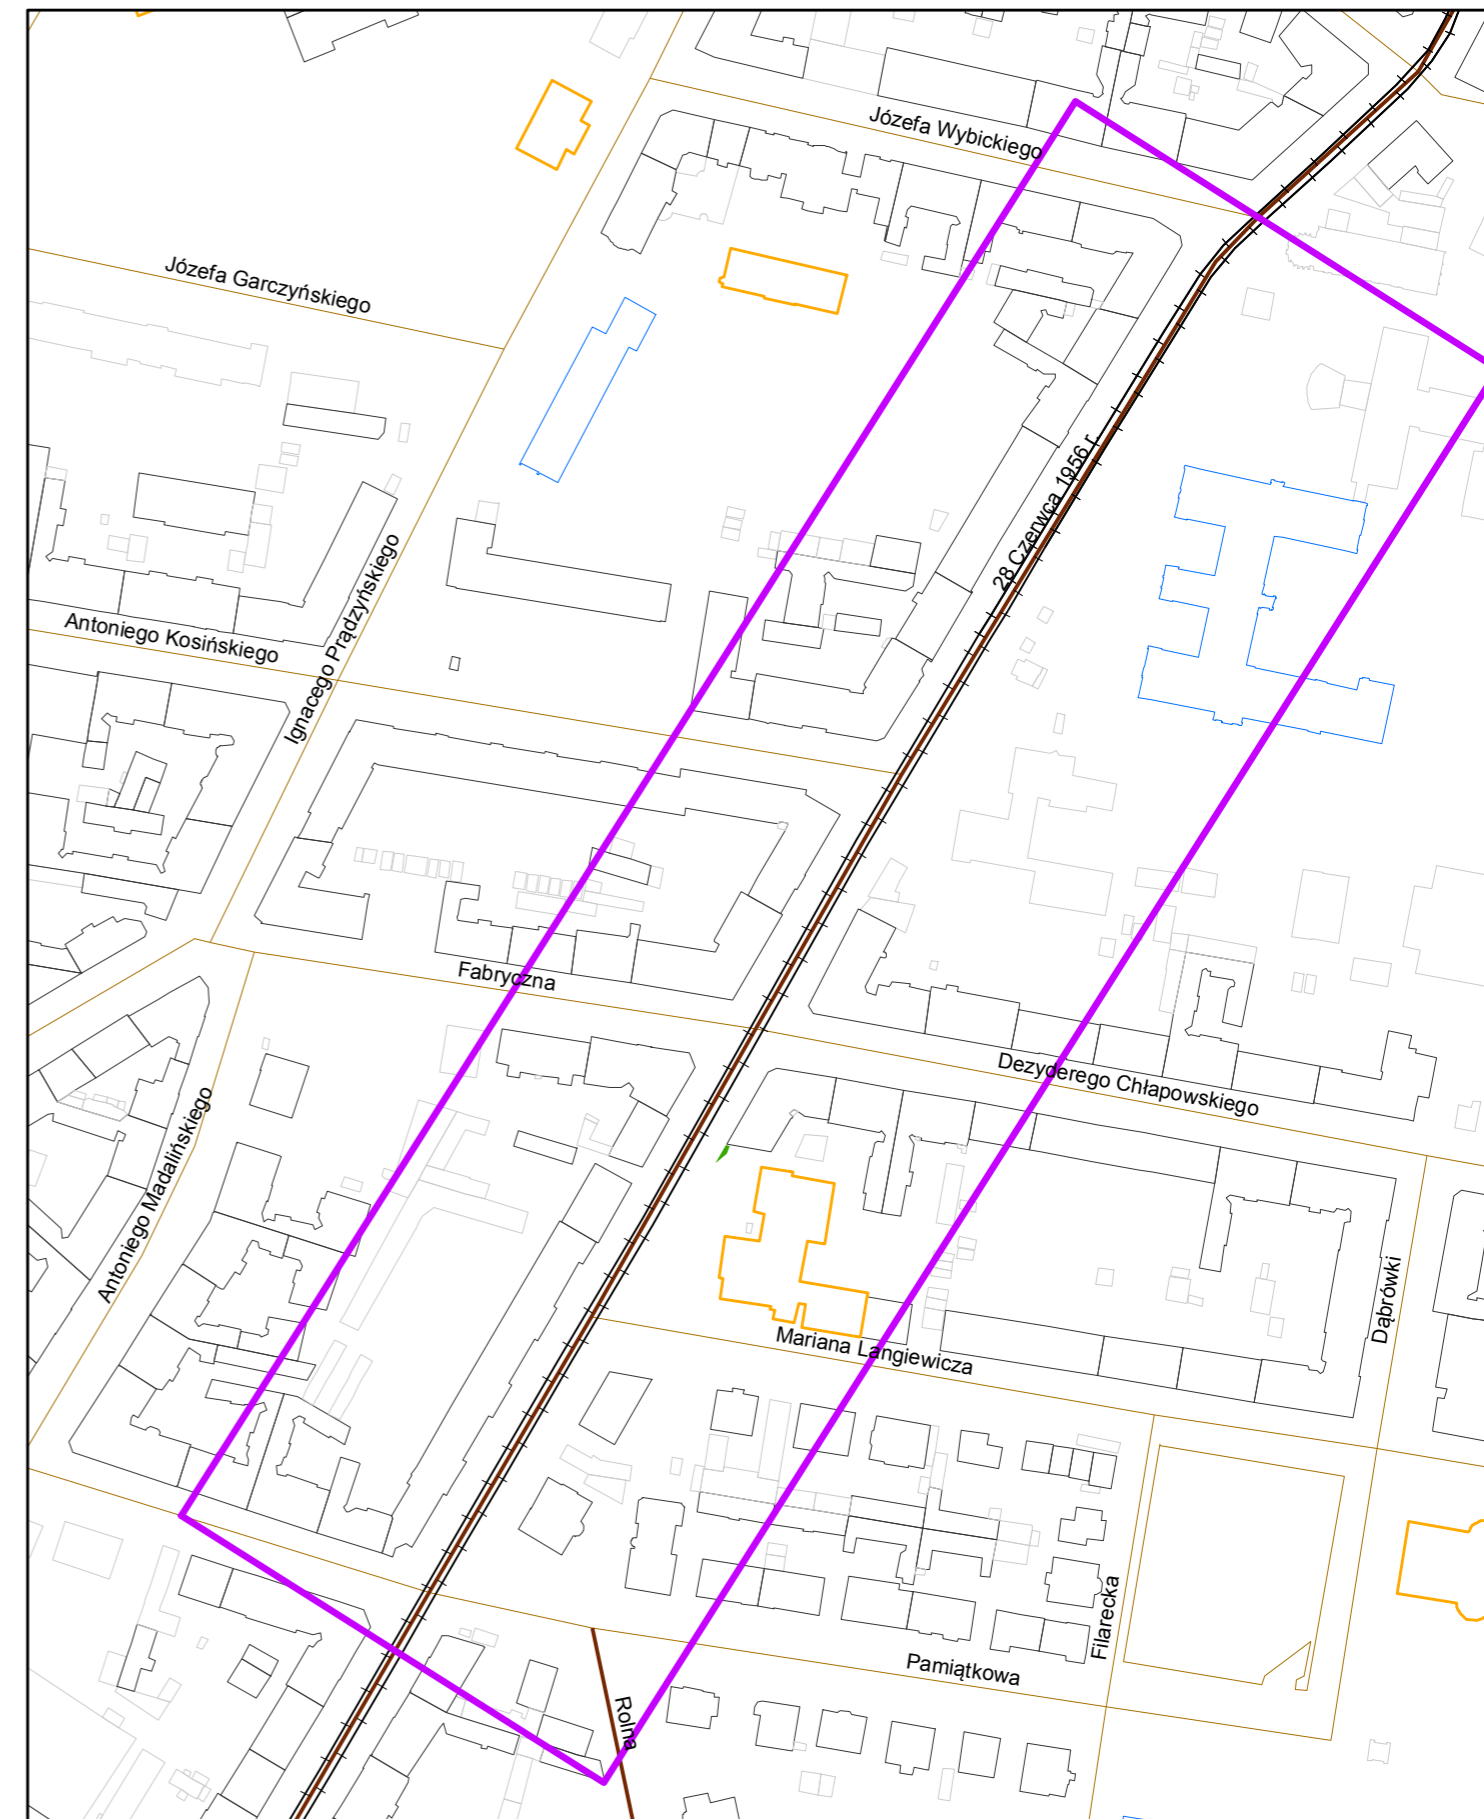 Józefa Wybickiego
Józefa Garczyńskiego
28 Czerwca 1956 r.
Antoniego Kosińskiego
Ignacego Prądzyńskiego
Fabryczna
Dezyderego Chłapowskiego
Antoniego Madalińskiego
Dąbrówki
Mariana Langiewicza
Filarecka
Pamiątkowa
Rolna